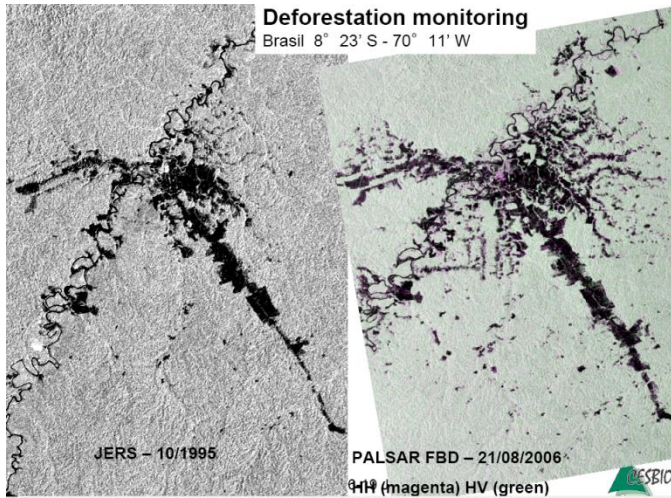 Deforestation monitoring
Brasil 8° 23' S - 70° 11' W
JERS – 10/1995
PALSAR FBD – 21/08/2006
HH (magenta) HV (green)
CESBIO